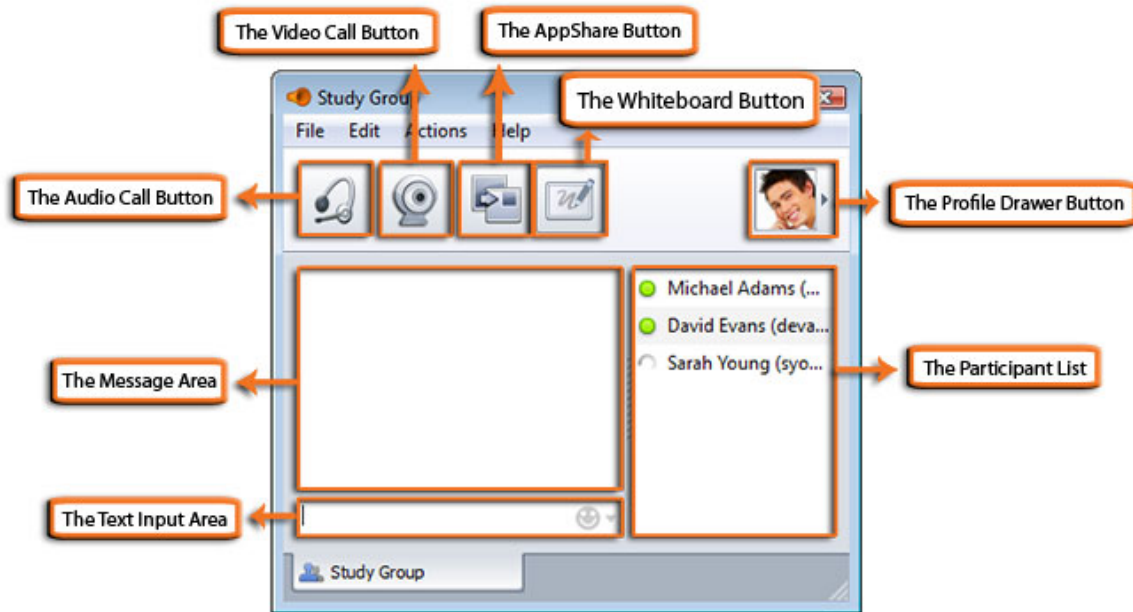 The Video Call Button
The AppShare Button
Study Group
The Whiteboard Button
File Edit Actions Help
The Audio Call Button
The Profile Drawer Button
Michael Adams (...
David Evans (deva...
Sarah Young (syo...
The Message Area
The Participant List
The Text Input Area
Study Group